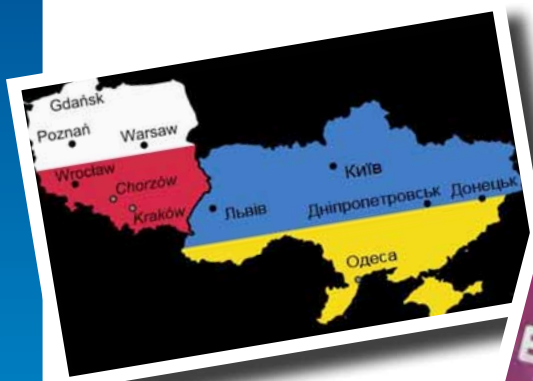 Gdańsk
Poznań
Warsaw
Wrocław
Chorzów
Kraków
Київ
Львів
Дніпропетровськ
Донецьк
Одеса